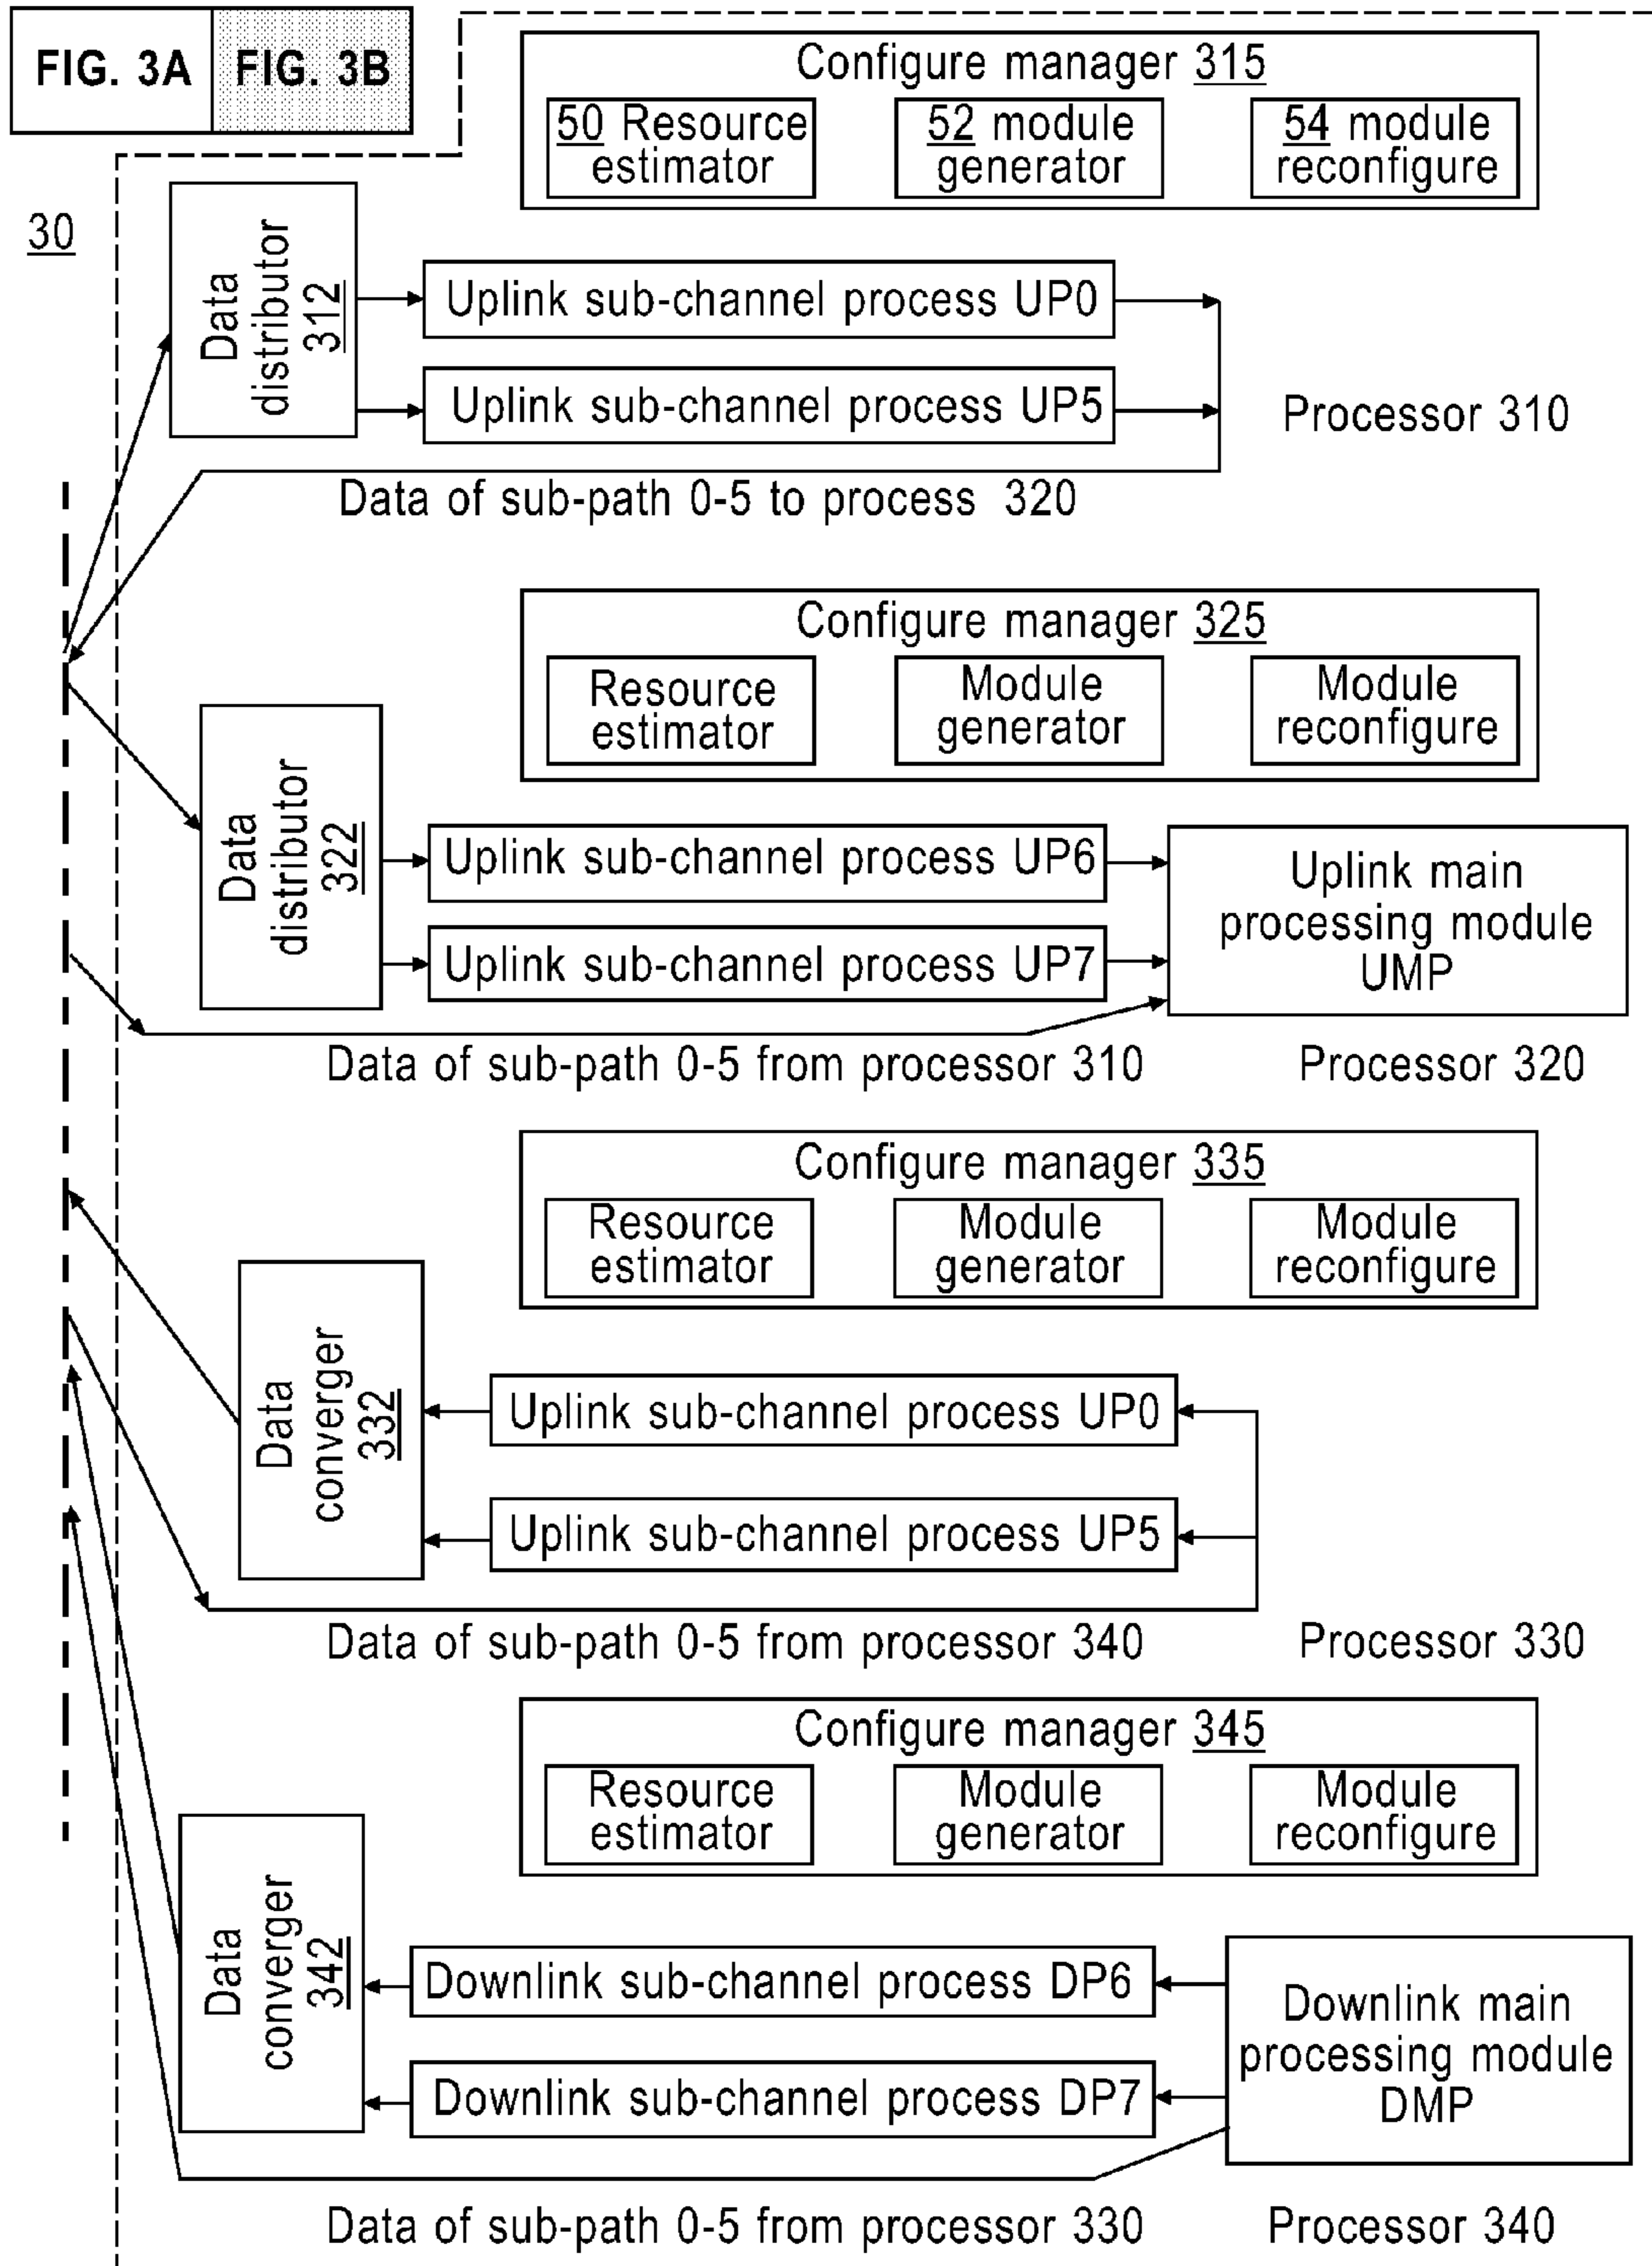 FIG. 3A FIG. 3B
30
Configure manager 315
50 Resource
estimator
52 module
generator
54 module
reconfigure
Data
distributor
312
Uplink sub-channel process UP0
Uplink sub-channel process UP5
Processor 310
Data of sub-path 0-5 to process 320
Configure manager 325
Resource
estimator
Module
generator
Module
reconfigure
Data
distributor
322
Uplink sub-channel process UP6
Uplink sub-channel process UP7
Uplink main
processing module
UMP
Data of sub-path 0-5 from processor 310
Processor 320
Configure manager 335
Resource
estimator
Module
generator
Module
reconfigure
Data
converger
332
Uplink sub-channel process UP0
Uplink sub-channel process UP5
Data of sub-path 0-5 from processor 340
Processor 330
Configure manager 345
Resource
estimator
Module
generator
Module
reconfigure
Data
converger
342
Downlink sub-channel process DP6
Downlink sub-channel process DP7
Downlink main
processing module
DMP
Data of sub-path 0-5 from processor 330
Processor 340